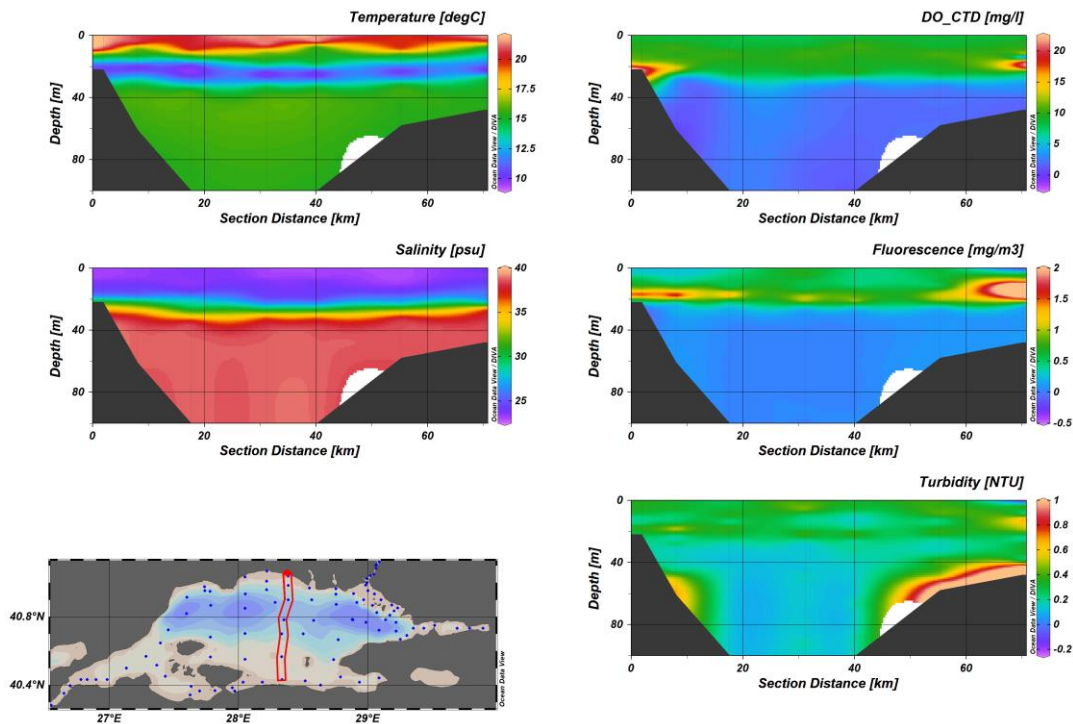 Temperature [degC]
0
40
80
Depth [m]
0
20
40
60
Section Distance [km]
20
17.5
15
12.5
10
Ocean Data View / DIVA
DO_CTD [mg/l]
0
40
80
Depth [m]
0
20
40
60
Section Distance [km]
20
15
10
5
0
Ocean Data View / DIVA
Salinity [psu]
0
40
80
Depth [m]
0
20
40
60
Section Distance [km]
40
35
30
25
Ocean Data View / DIVA
Fluorescence [mg/m3]
0
40
80
Depth [m]
0
20
40
60
Section Distance [km]
2
1.5
1
0.5
0
-0.5
Ocean Data View / DIVA
Turbidity [NTU]
0
40
80
Depth [m]
0
20
40
60
Section Distance [km]
1
0.8
0.6
0.4
0.2
0
-0.2
Ocean Data View / DIVA
40.8°N
40.4°N
27°E
28°E
29°E
Ocean Data View